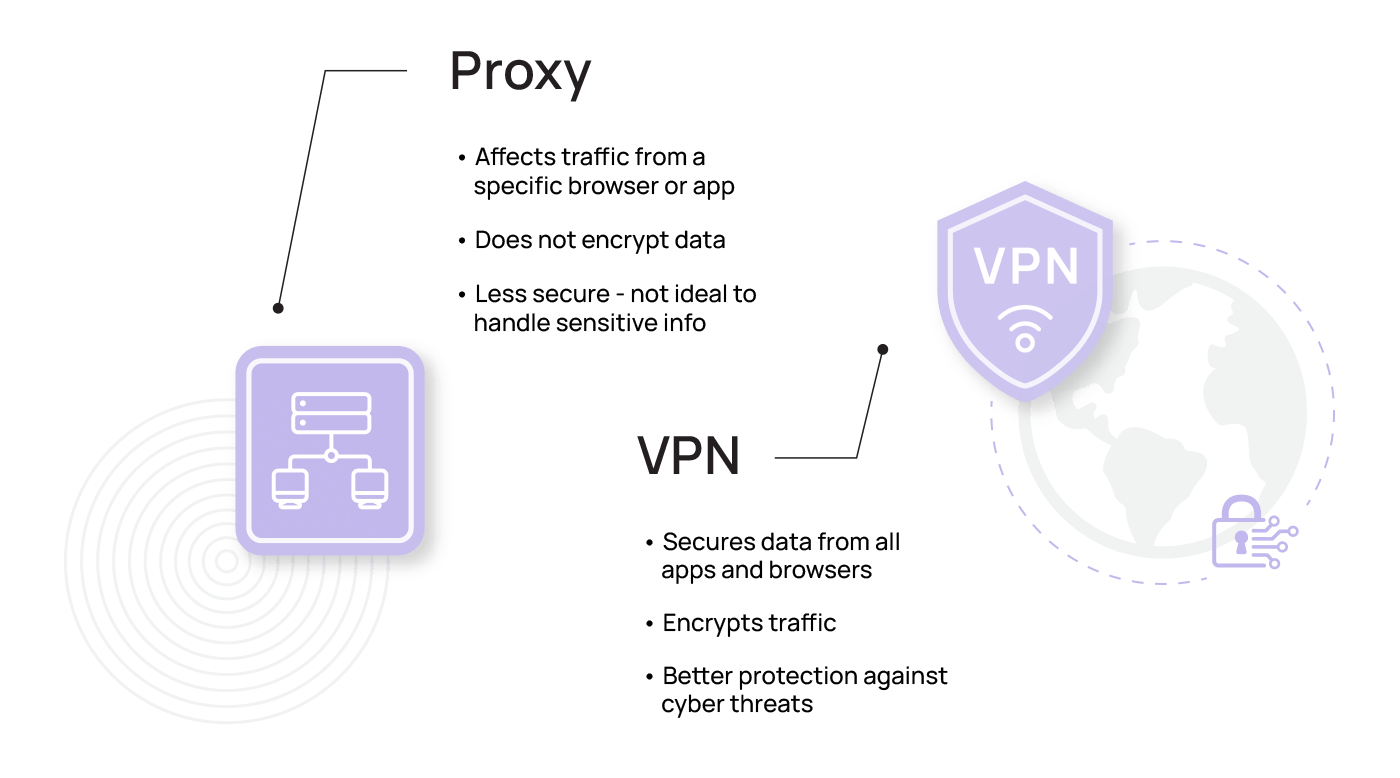 Proxy
• Affects traffic from a
specific browser or app
• Does not encrypt data
• Less secure - not ideal to
handle sensitive info
VPN
VPN
• Secures data from all
apps and browsers
• Encrypts traffic
• Better protection against
cyber threats